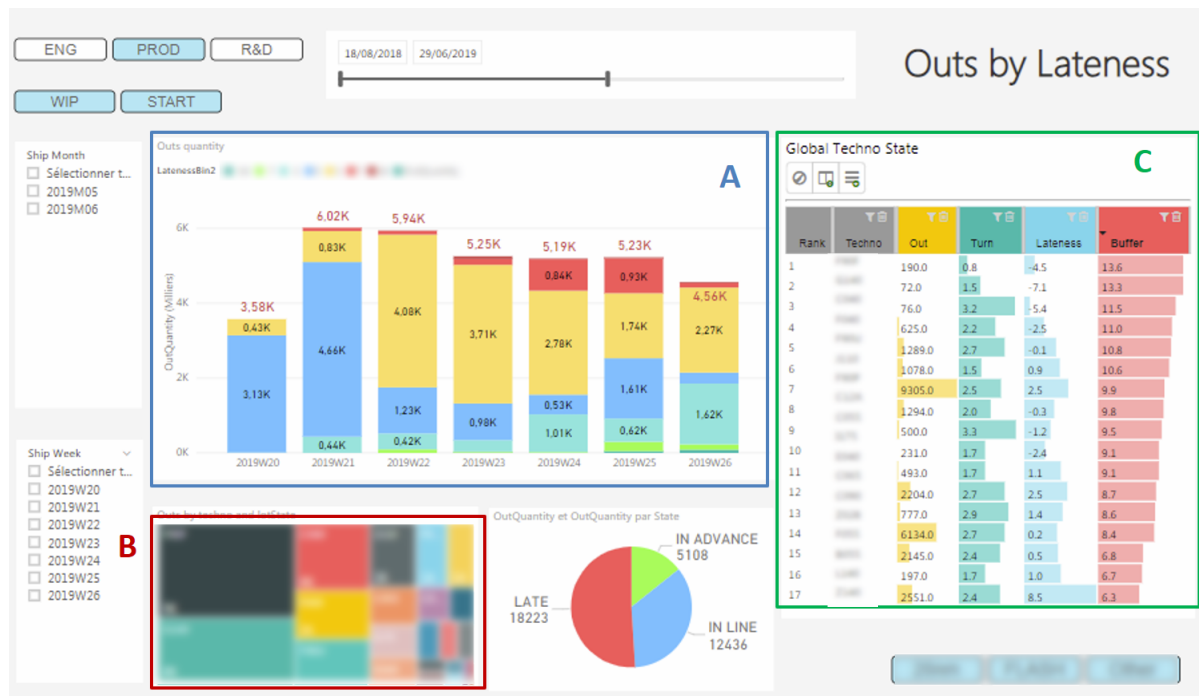 ENG PROD R&D
18/08/2018 29/06/2019
Outs by Lateness
WIP START
Ship Month
Sélectionner t...
2019M05
2019M06
Ship Week
Sélectionner t...
2019W20
2019W21
2019W22
2019W23
2019W24
2019W25
2019W26
Outs quantity
LatenessBin2
A
OutQuantity (Milliers)
6K
4K
2K
0K
3,58K
0,43K
3,13K
6,02K
0,83K
4,66K
0,44K
5,94K
4,08K
1,23K
0,42K
5,25K
3,71K
0,98K
5,19K
0,84K
2,78K
0,53K
1,01K
5,23K
0,93K
1,74K
1,61K
0,62K
4,56K
2,27K
1,62K
2019W20 2019W21 2019W22 2019W23 2019W24 2019W25 2019W26
B
Outs by techno and lotState
OutQuantity et OutQuantity par State
IN ADVANCE
5108
LATE
18223
IN LINE
12436
Global Techno State
C
Rank Techno Out Turn Lateness Buffer
1 190.0 0.8 -4.5 13.6
2 72.0 1.5 -7.1 13.3
3 76.0 3.2 -5.4 11.5
4 625.0 2.2 -2.5 11.0
5 1289.0 2.7 -0.1 10.8
6 1078.0 1.5 0.9 10.6
7 9305.0 2.5 2.5 9.9
8 1294.0 2.0 -0.3 9.8
9 500.0 3.3 -1.2 9.5
10 231.0 1.7 -2.4 9.1
11 493.0 1.7 1.1 9.1
12 2204.0 2.7 2.5 8.7
13 777.0 2.9 1.4 8.6
14 6134.0 2.7 0.2 8.4
15 2145.0 2.4 0.5 6.8
16 197.0 1.7 1.0 6.7
17 2551.0 2.4 8.5 6.3